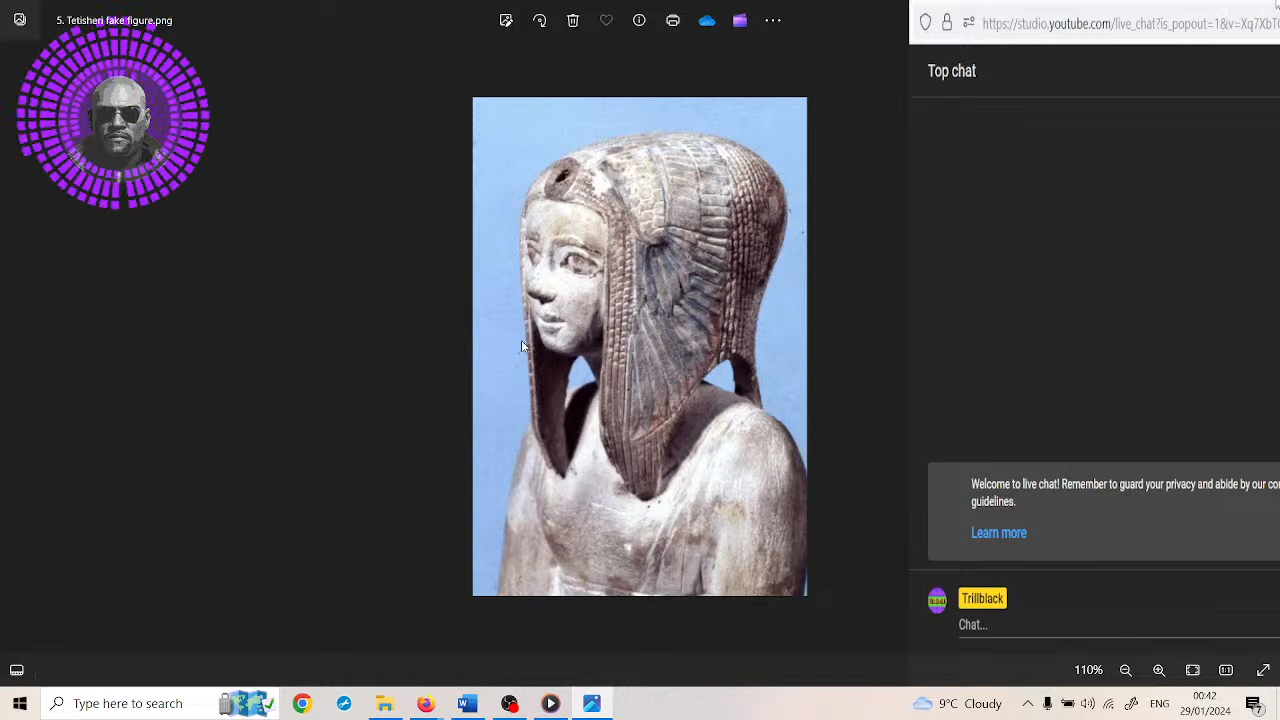 5. Tetisheri fake figure.png
https://studio.youtube.com/live_chat?is_popout=1&v=Xq7Xb
Top chat
Welcome to live chat! Remember to guard your privacy and abide by our
guidelines.
Learn more
Trillblack
Chat...
110%
Type here to search
9°C Cloudy
00:42
29/01/2024